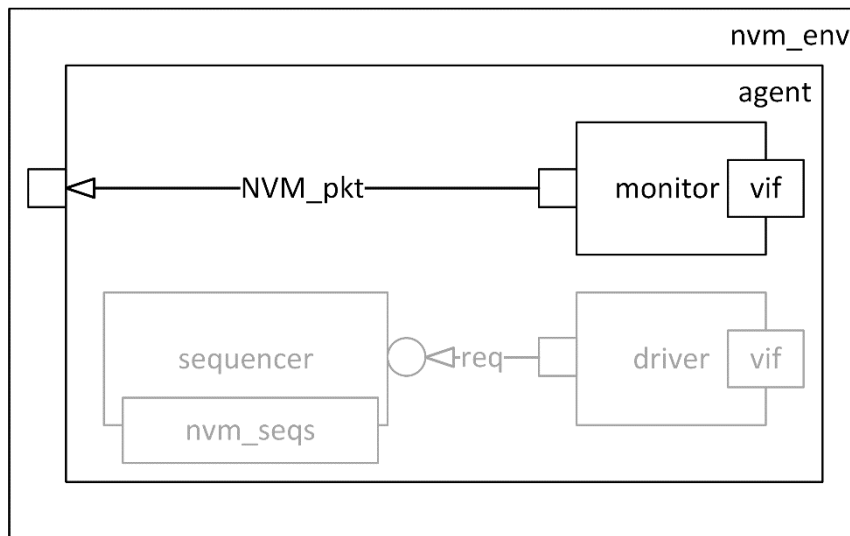 nvm_env
agent
NVM_pkt
monitor
vif
sequencer
req
driver
vif
nvm_seqs